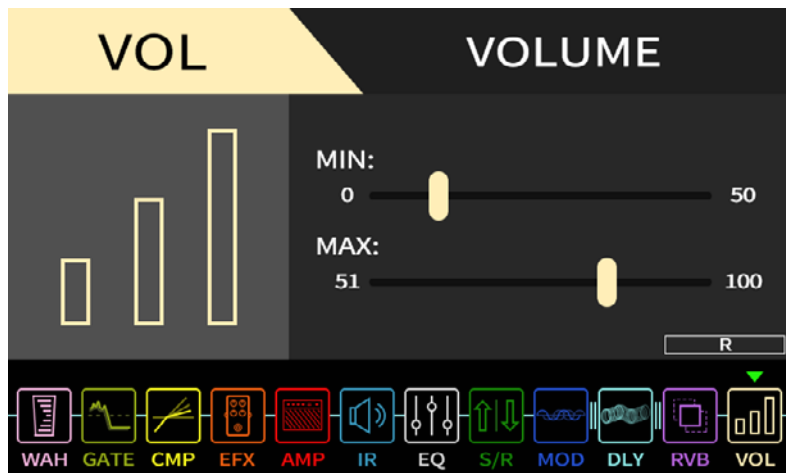 VOL VOLUME
MIN:
0 50
MAX:
51 100
R
WAH GATE CMP EFX AMP IR EQ S/R MOD DLY RVB VOL